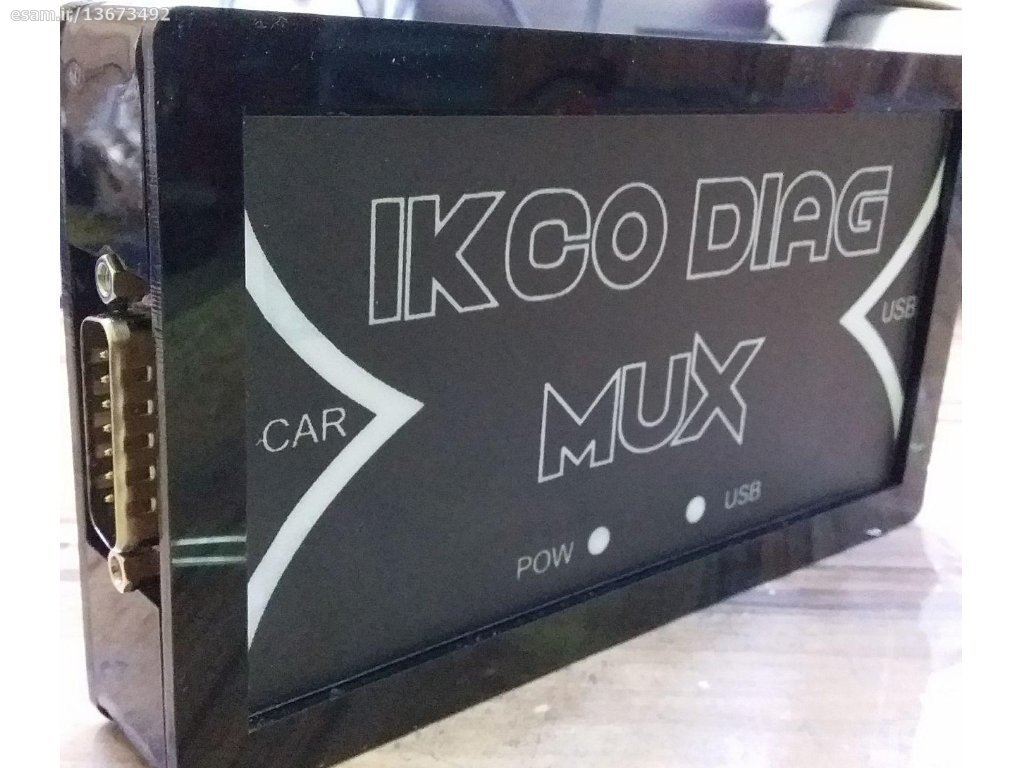 esam.ir/13673492
IKCO DIAG
MUX
CAR
USB
POW
USB